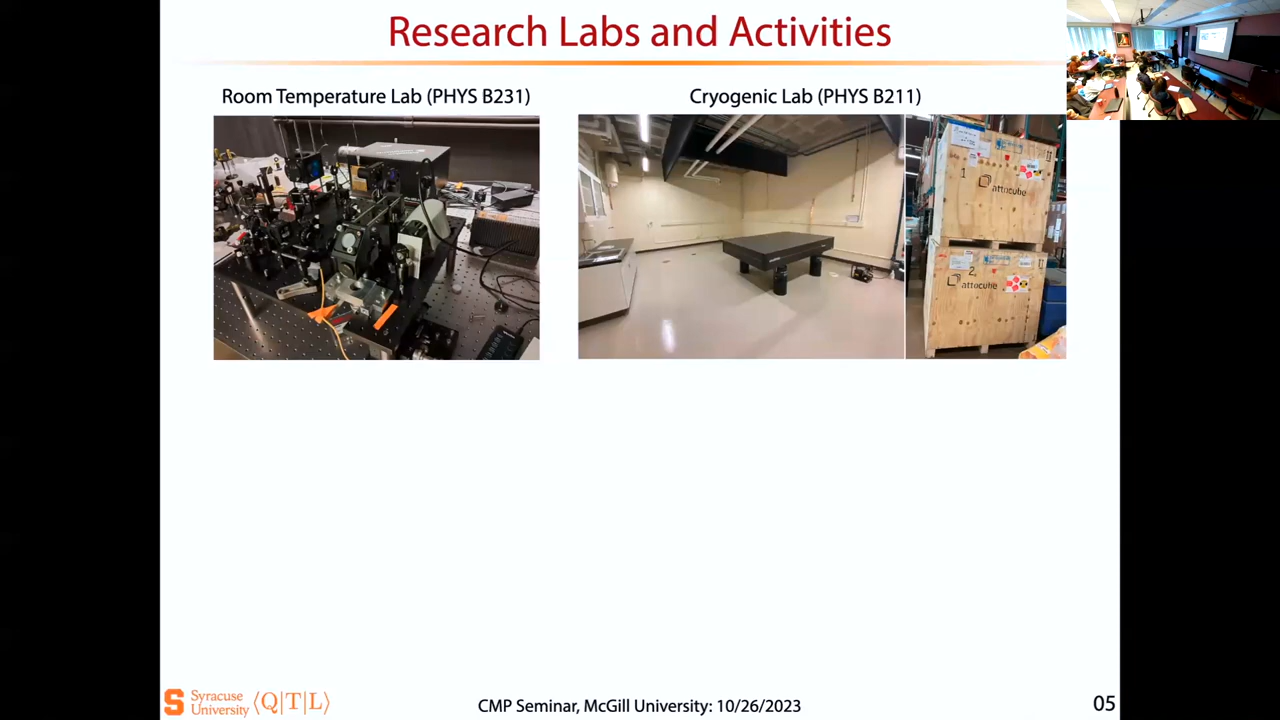 Research Labs and Activities
Room Temperature Lab (PHYS B231)
Cryogenic Lab (PHYS B211)
1
attocube
2.
attocube
Syracuse
University
⟨Q|T|L⟩
CMP Seminar, McGill University: 10/26/2023
05